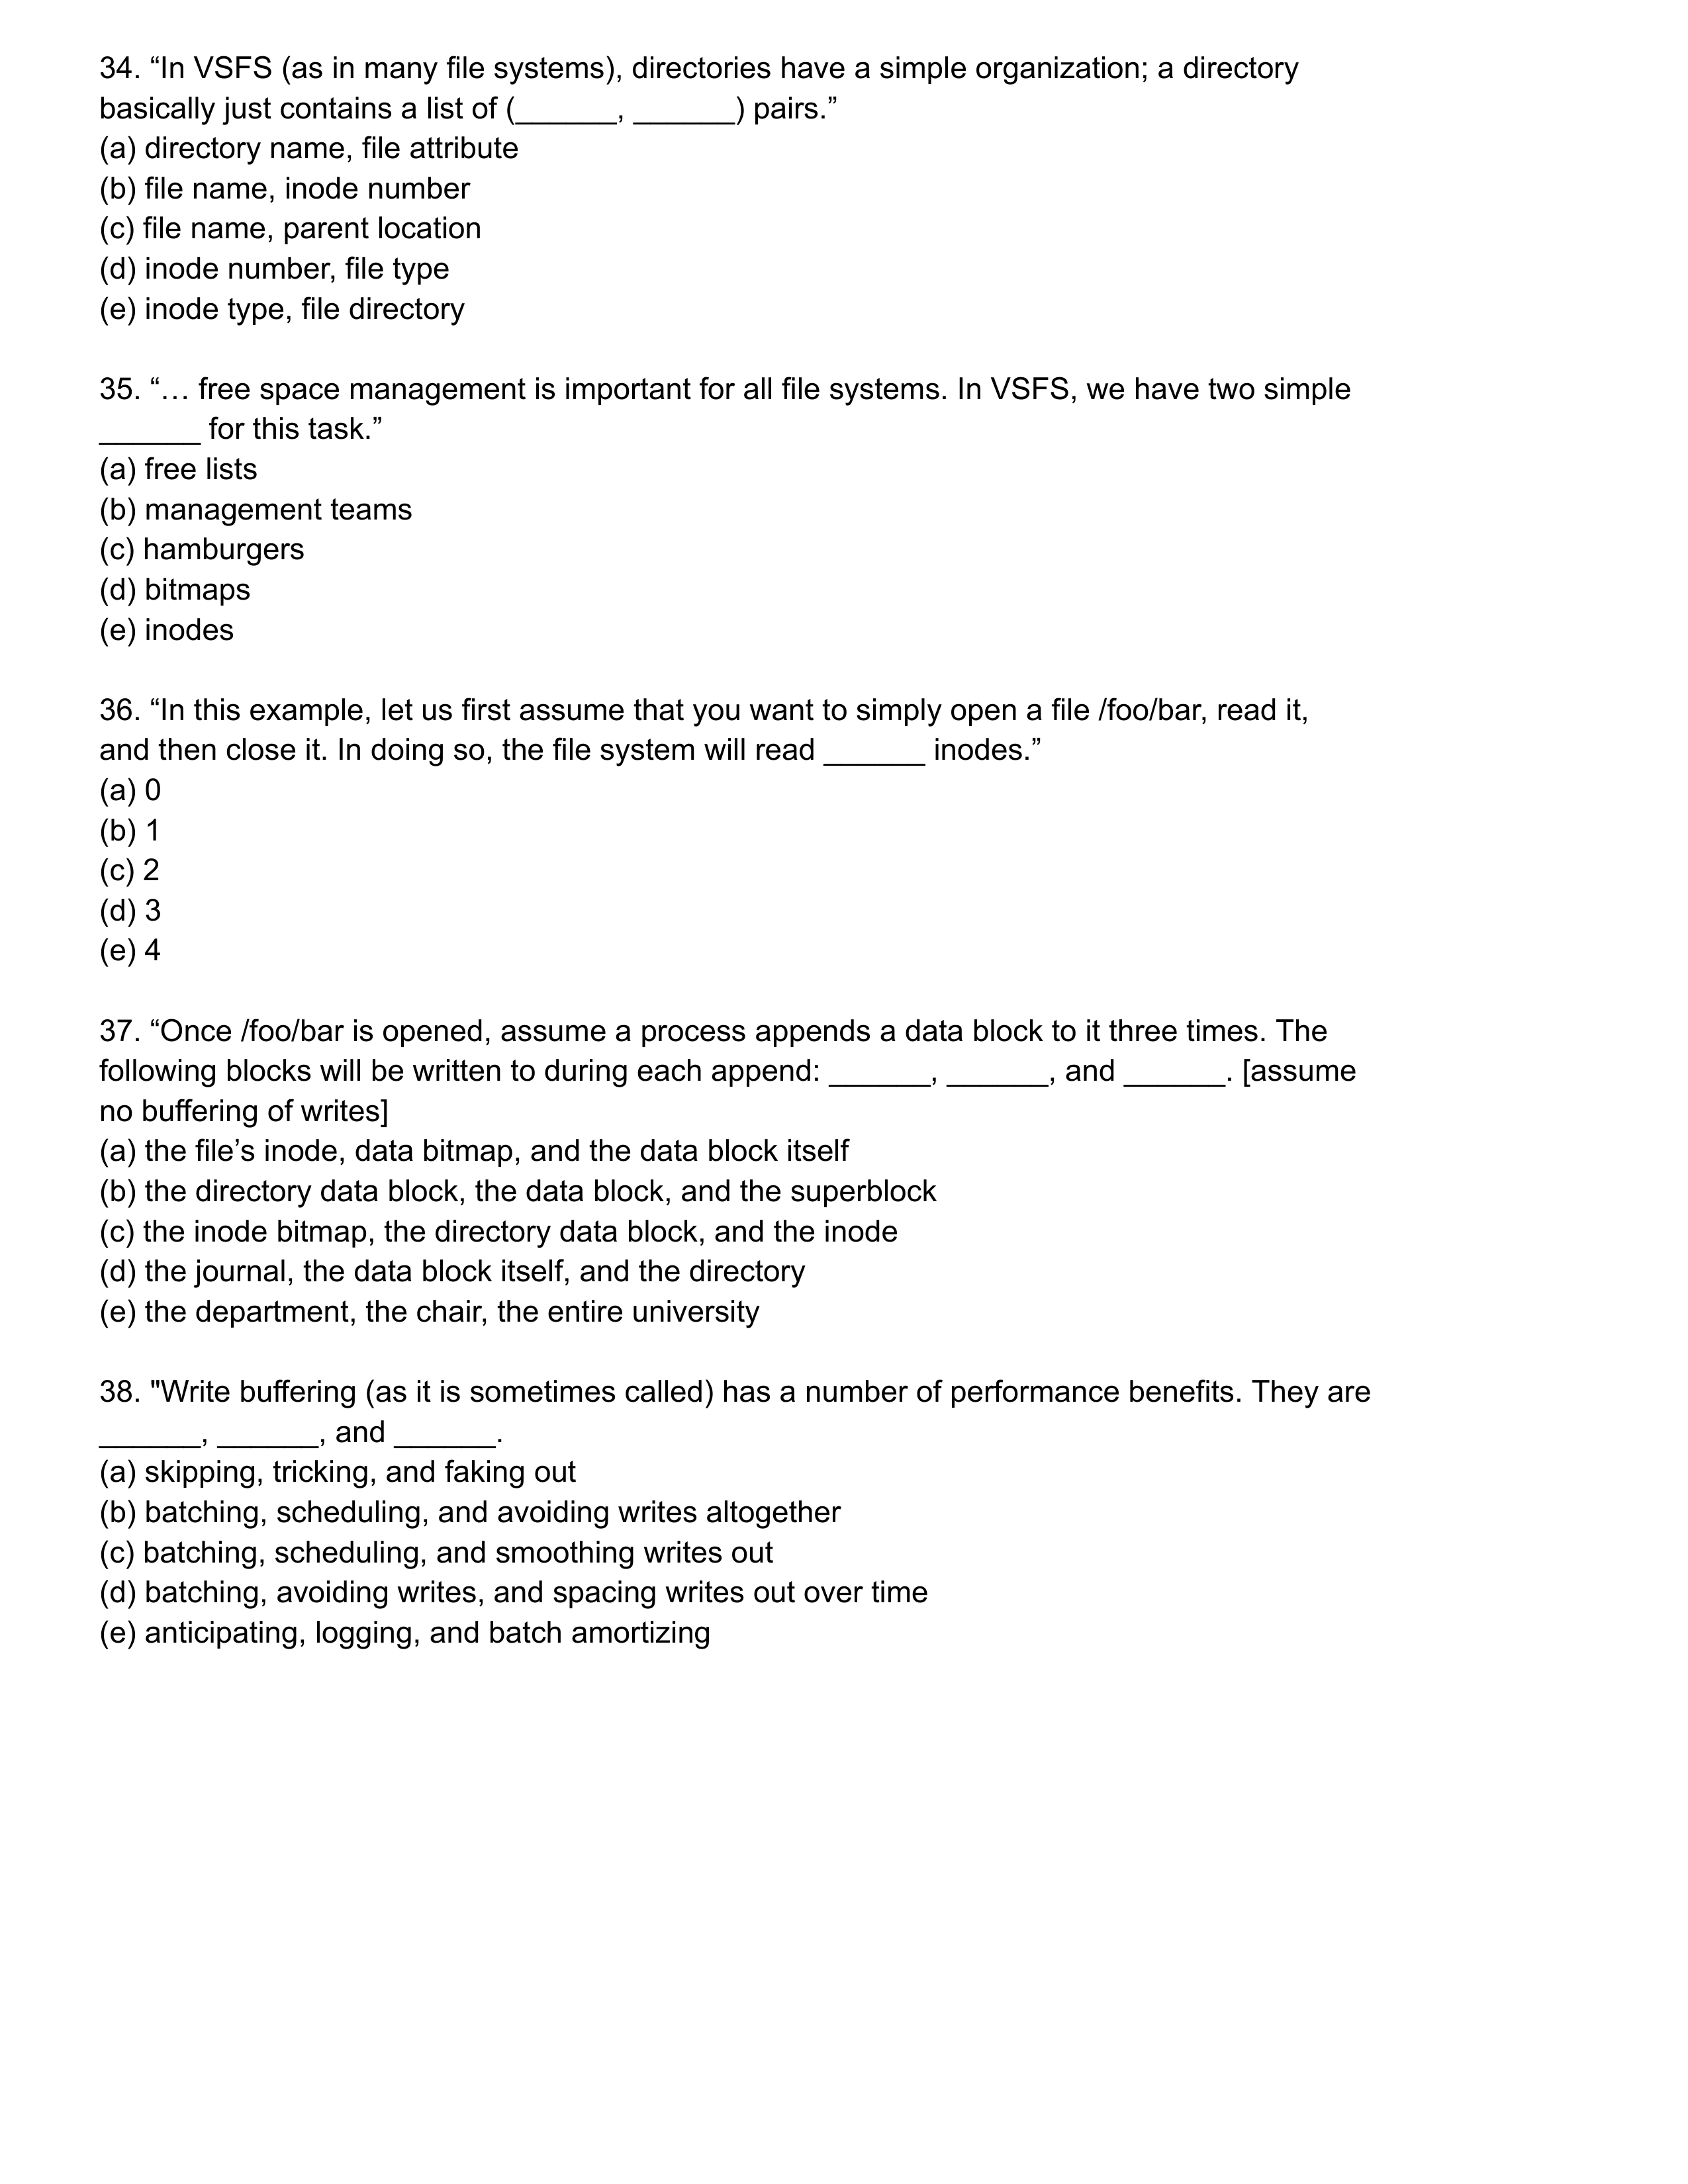 34. “In VSFS (as in many file systems), directories have a simple organization; a directory
basically just contains a list of (______, ______) pairs.”
(a) directory name, file attribute
(b) file name, inode number
(c) file name, parent location
(d) inode number, file type
(e) inode type, file directory
35. “… free space management is important for all file systems. In VSFS, we have two simple
______ for this task.”
(a) free lists
(b) management teams
(c) hamburgers
(d) bitmaps
(e) inodes
36. “In this example, let us first assume that you want to simply open a file /foo/bar, read it,
and then close it. In doing so, the file system will read ______ inodes.”
(a) 0
(b) 1
(c) 2
(d) 3
(e) 4
37. “Once /foo/bar is opened, assume a process appends a data block to it three times. The
following blocks will be written to during each append: ______, ______, and ______. [assume
no buffering of writes]
(a) the file’s inode, data bitmap, and the data block itself
(b) the directory data block, the data block, and the superblock
(c) the inode bitmap, the directory data block, and the inode
(d) the journal, the data block itself, and the directory
(e) the department, the chair, the entire university
38. "Write buffering (as it is sometimes called) has a number of performance benefits. They are
______, ______, and ______.
(a) skipping, tricking, and faking out
(b) batching, scheduling, and avoiding writes altogether
(c) batching, scheduling, and smoothing writes out
(d) batching, avoiding writes, and spacing writes out over time
(e) anticipating, logging, and batch amortizing